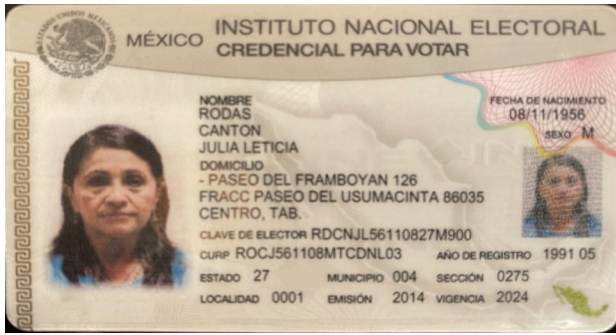 MÉXICO
INSTITUTO NACIONAL ELECTORAL
CREDENCIAL PARA VOTAR
NOMBRE
RODAS
CANTON
JULIA LETICIA
FECHA DE NACIMIENTO
08/11/1956
SEXO M
DOMICILIO
- PASEO DEL FRAMBOYAN 126
FRACC PASEO DEL USUMACINTA 86035
CENTRO, TAB.
CLAVE DE ELECTOR RDCNJL56110827M900
CURP ROCJ561108MTCDNL03 AÑO DE REGISTRO 1991 05
ESTADO 27 MUNICIPIO 004 SECCIÓN 0275
LOCALIDAD 0001 EMISIÓN 2014 VIGENCIA 2024